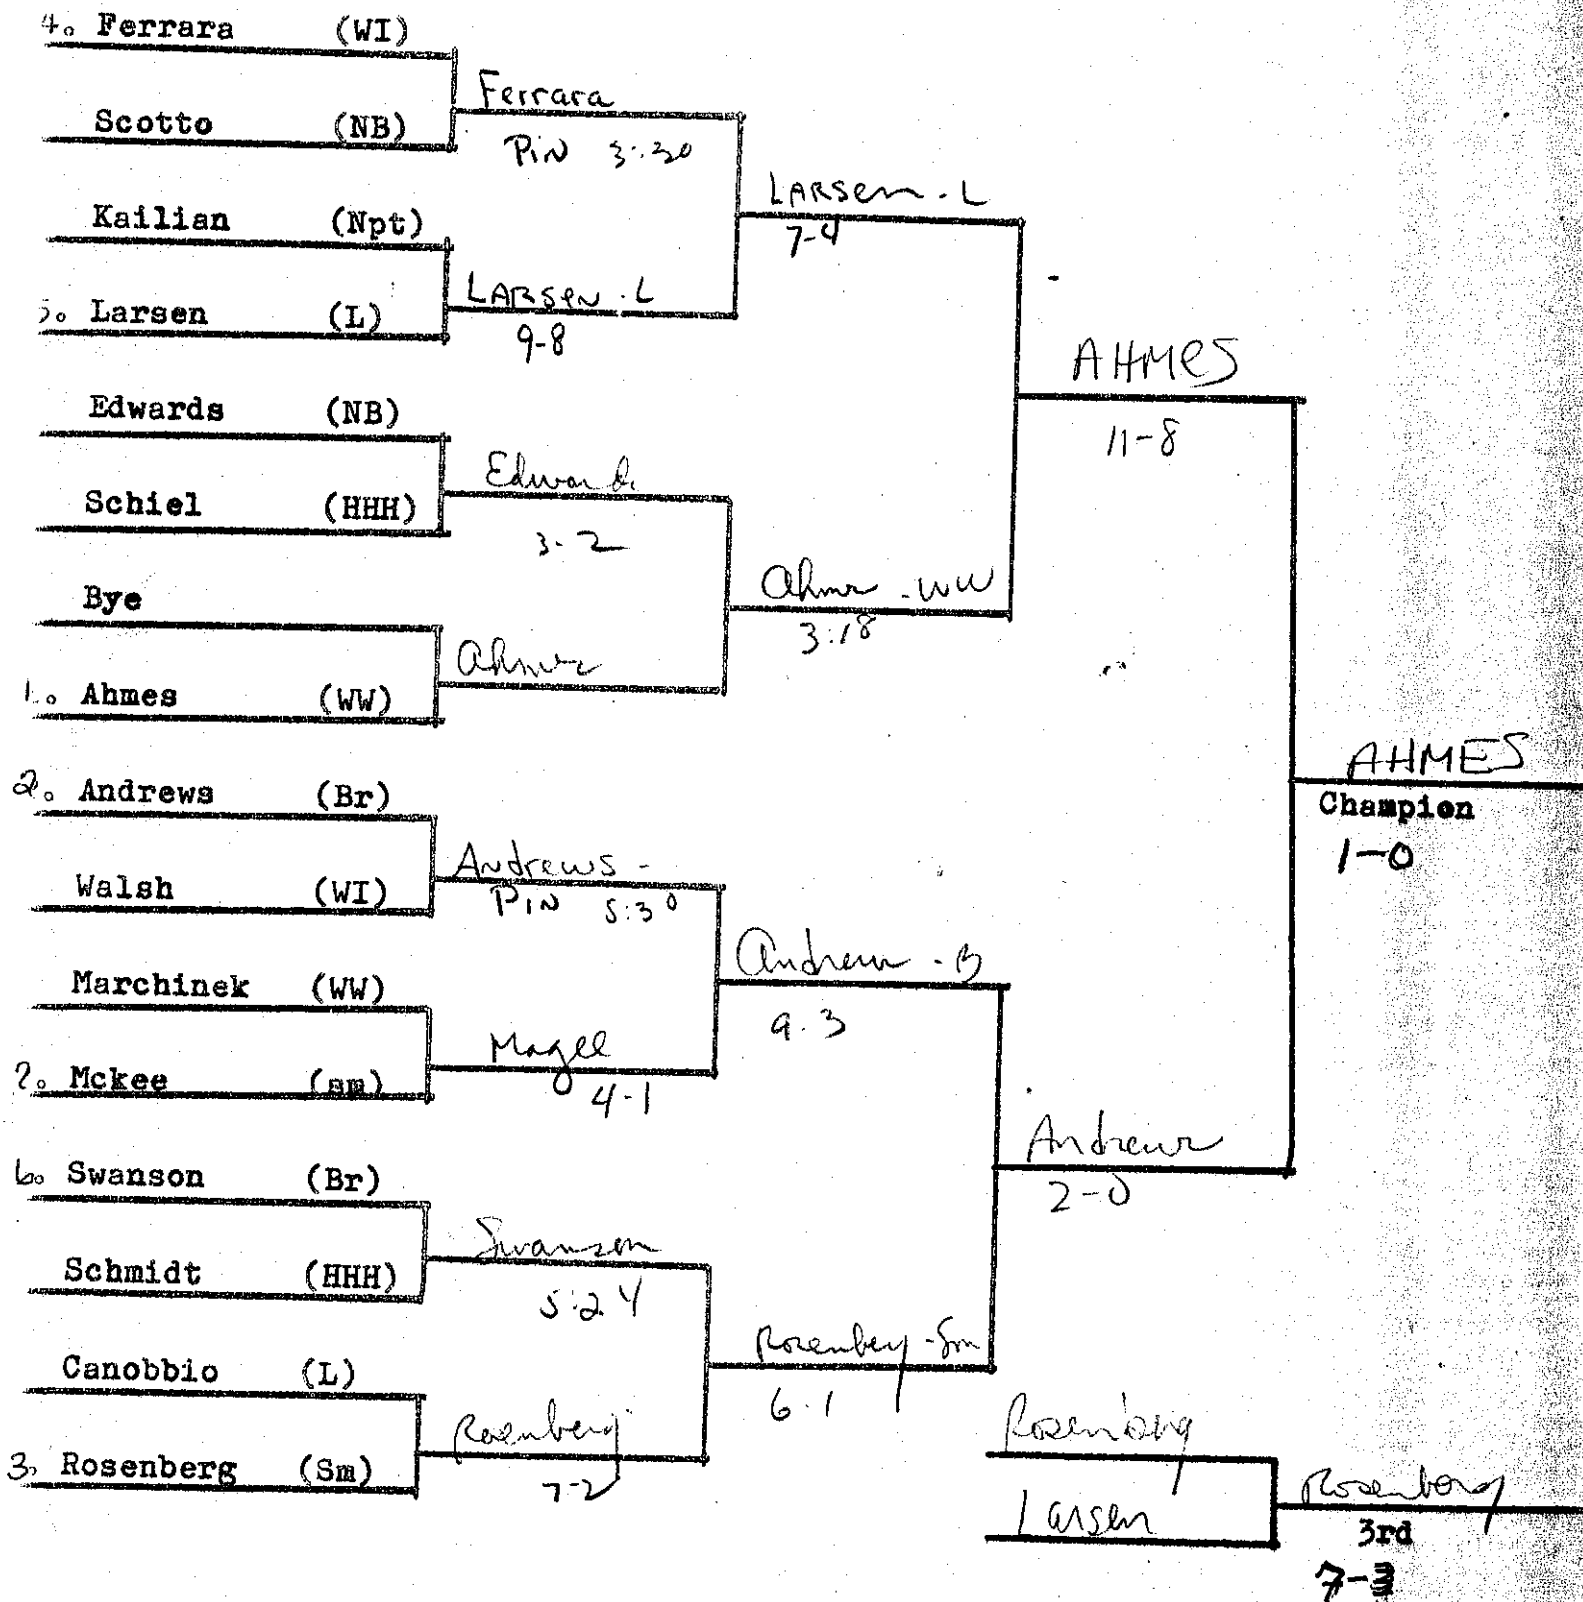 4. Ferrara (WI)
Ferrara
Scotto (NB)
Pin 3:30
LARSEN - L
7-4
Kailian (Npt)
LARSEN - L
5. Larsen (L)
9-8
AHMES
11-8
Edwards (NB)
Edwards
Schiel (HHH)
3-2
Ahmes - WW
3:18
Bye
Ahmes
1. Ahmes (WW)
AHMES
Champion
1-0
2. Andrews (Br)
Andrews -
Walsh (WI)
Pin 5:30
Andrews - B
9-3
Marchinek (WW)
Magee
7. Mckee (sm)
4-1
Andrews
2-0
6. Swanson (Br)
Swanson
Schmidt (HHH)
5:24
Rosenberg - Sm
6-1
Canobbio (L)
Rosenberg
3. Rosenberg (Sm)
7-2
Rosenberg
Larsen
Rosenberg
3rd
7-